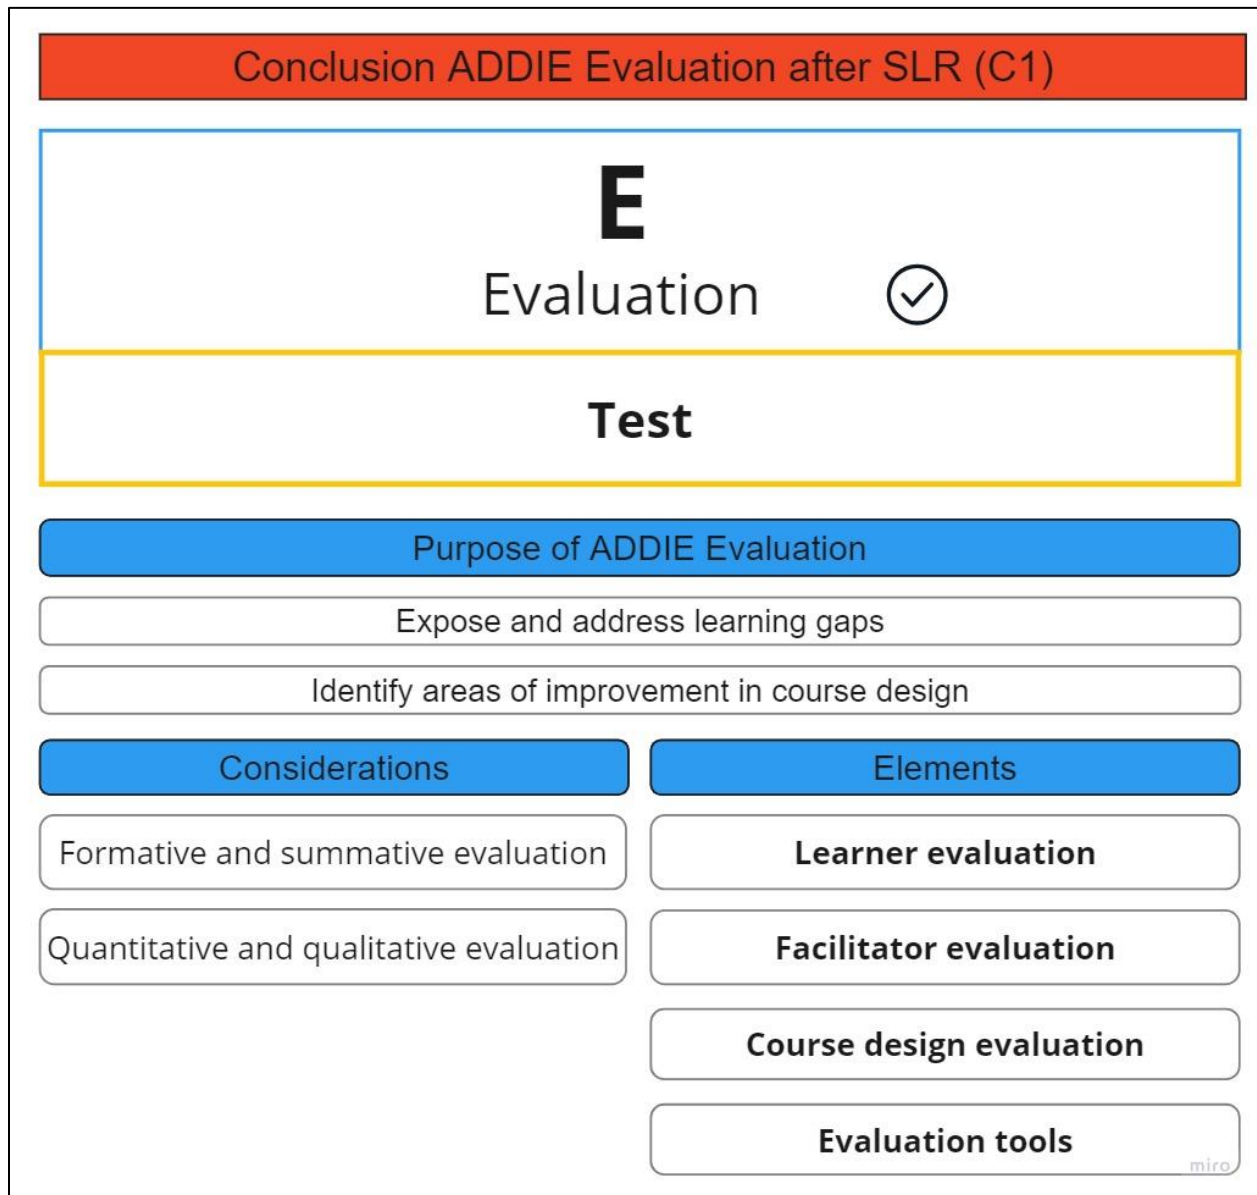 Conclusion ADDIE Evaluation after SLR (C1)
E
Evaluation
Test
Purpose of ADDIE Evaluation
Expose and address learning gaps
Identify areas of improvement in course design
Considerations
Formative and summative evaluation
Quantitative and qualitative evaluation
Elements
Learner evaluation
Facilitator evaluation
Course design evaluation
Evaluation tools
miro